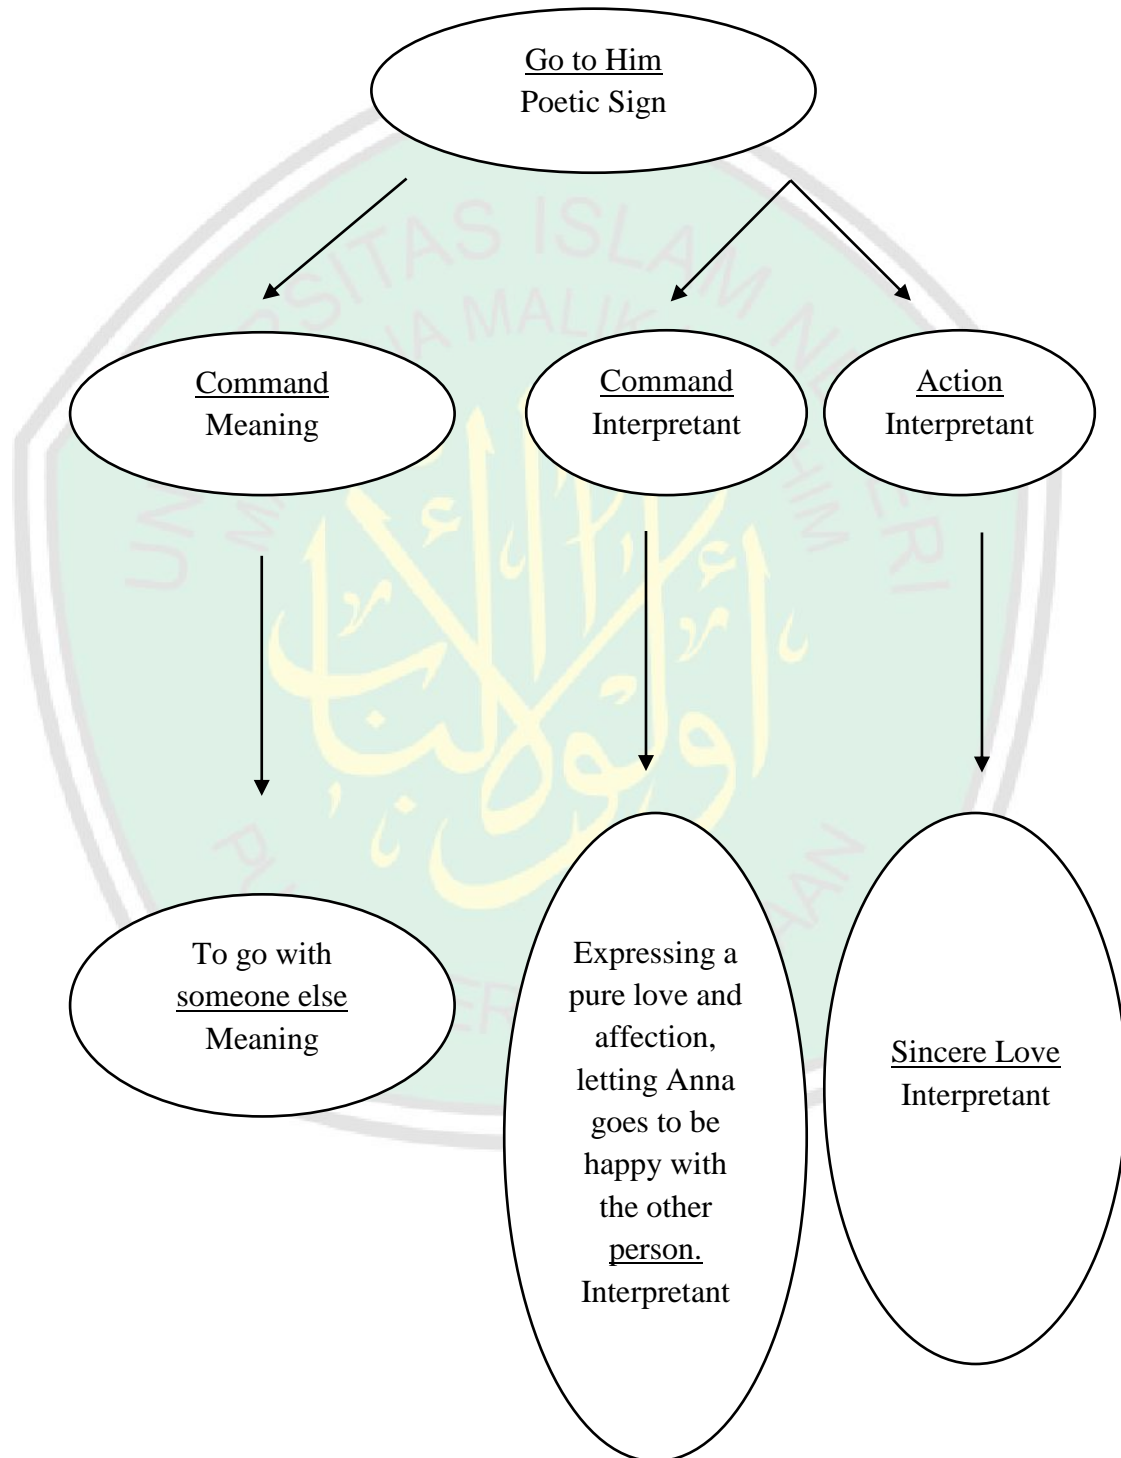 Go to Him
Poetic Sign
Command
Meaning
Command
Interpretant
Action
Interpretant
To go with
someone else
Meaning
Expressing a
pure love and
affection,
letting Anna
goes to be
happy with
the other
person.
Interpretant
Sincere Love
Interpretant